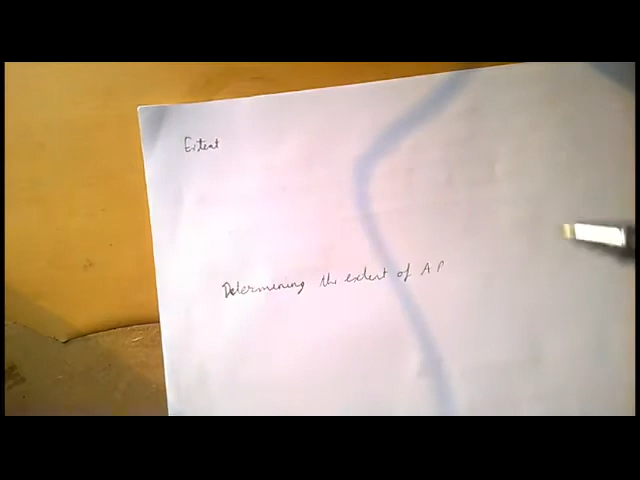 Extent
Determining the extent of A P